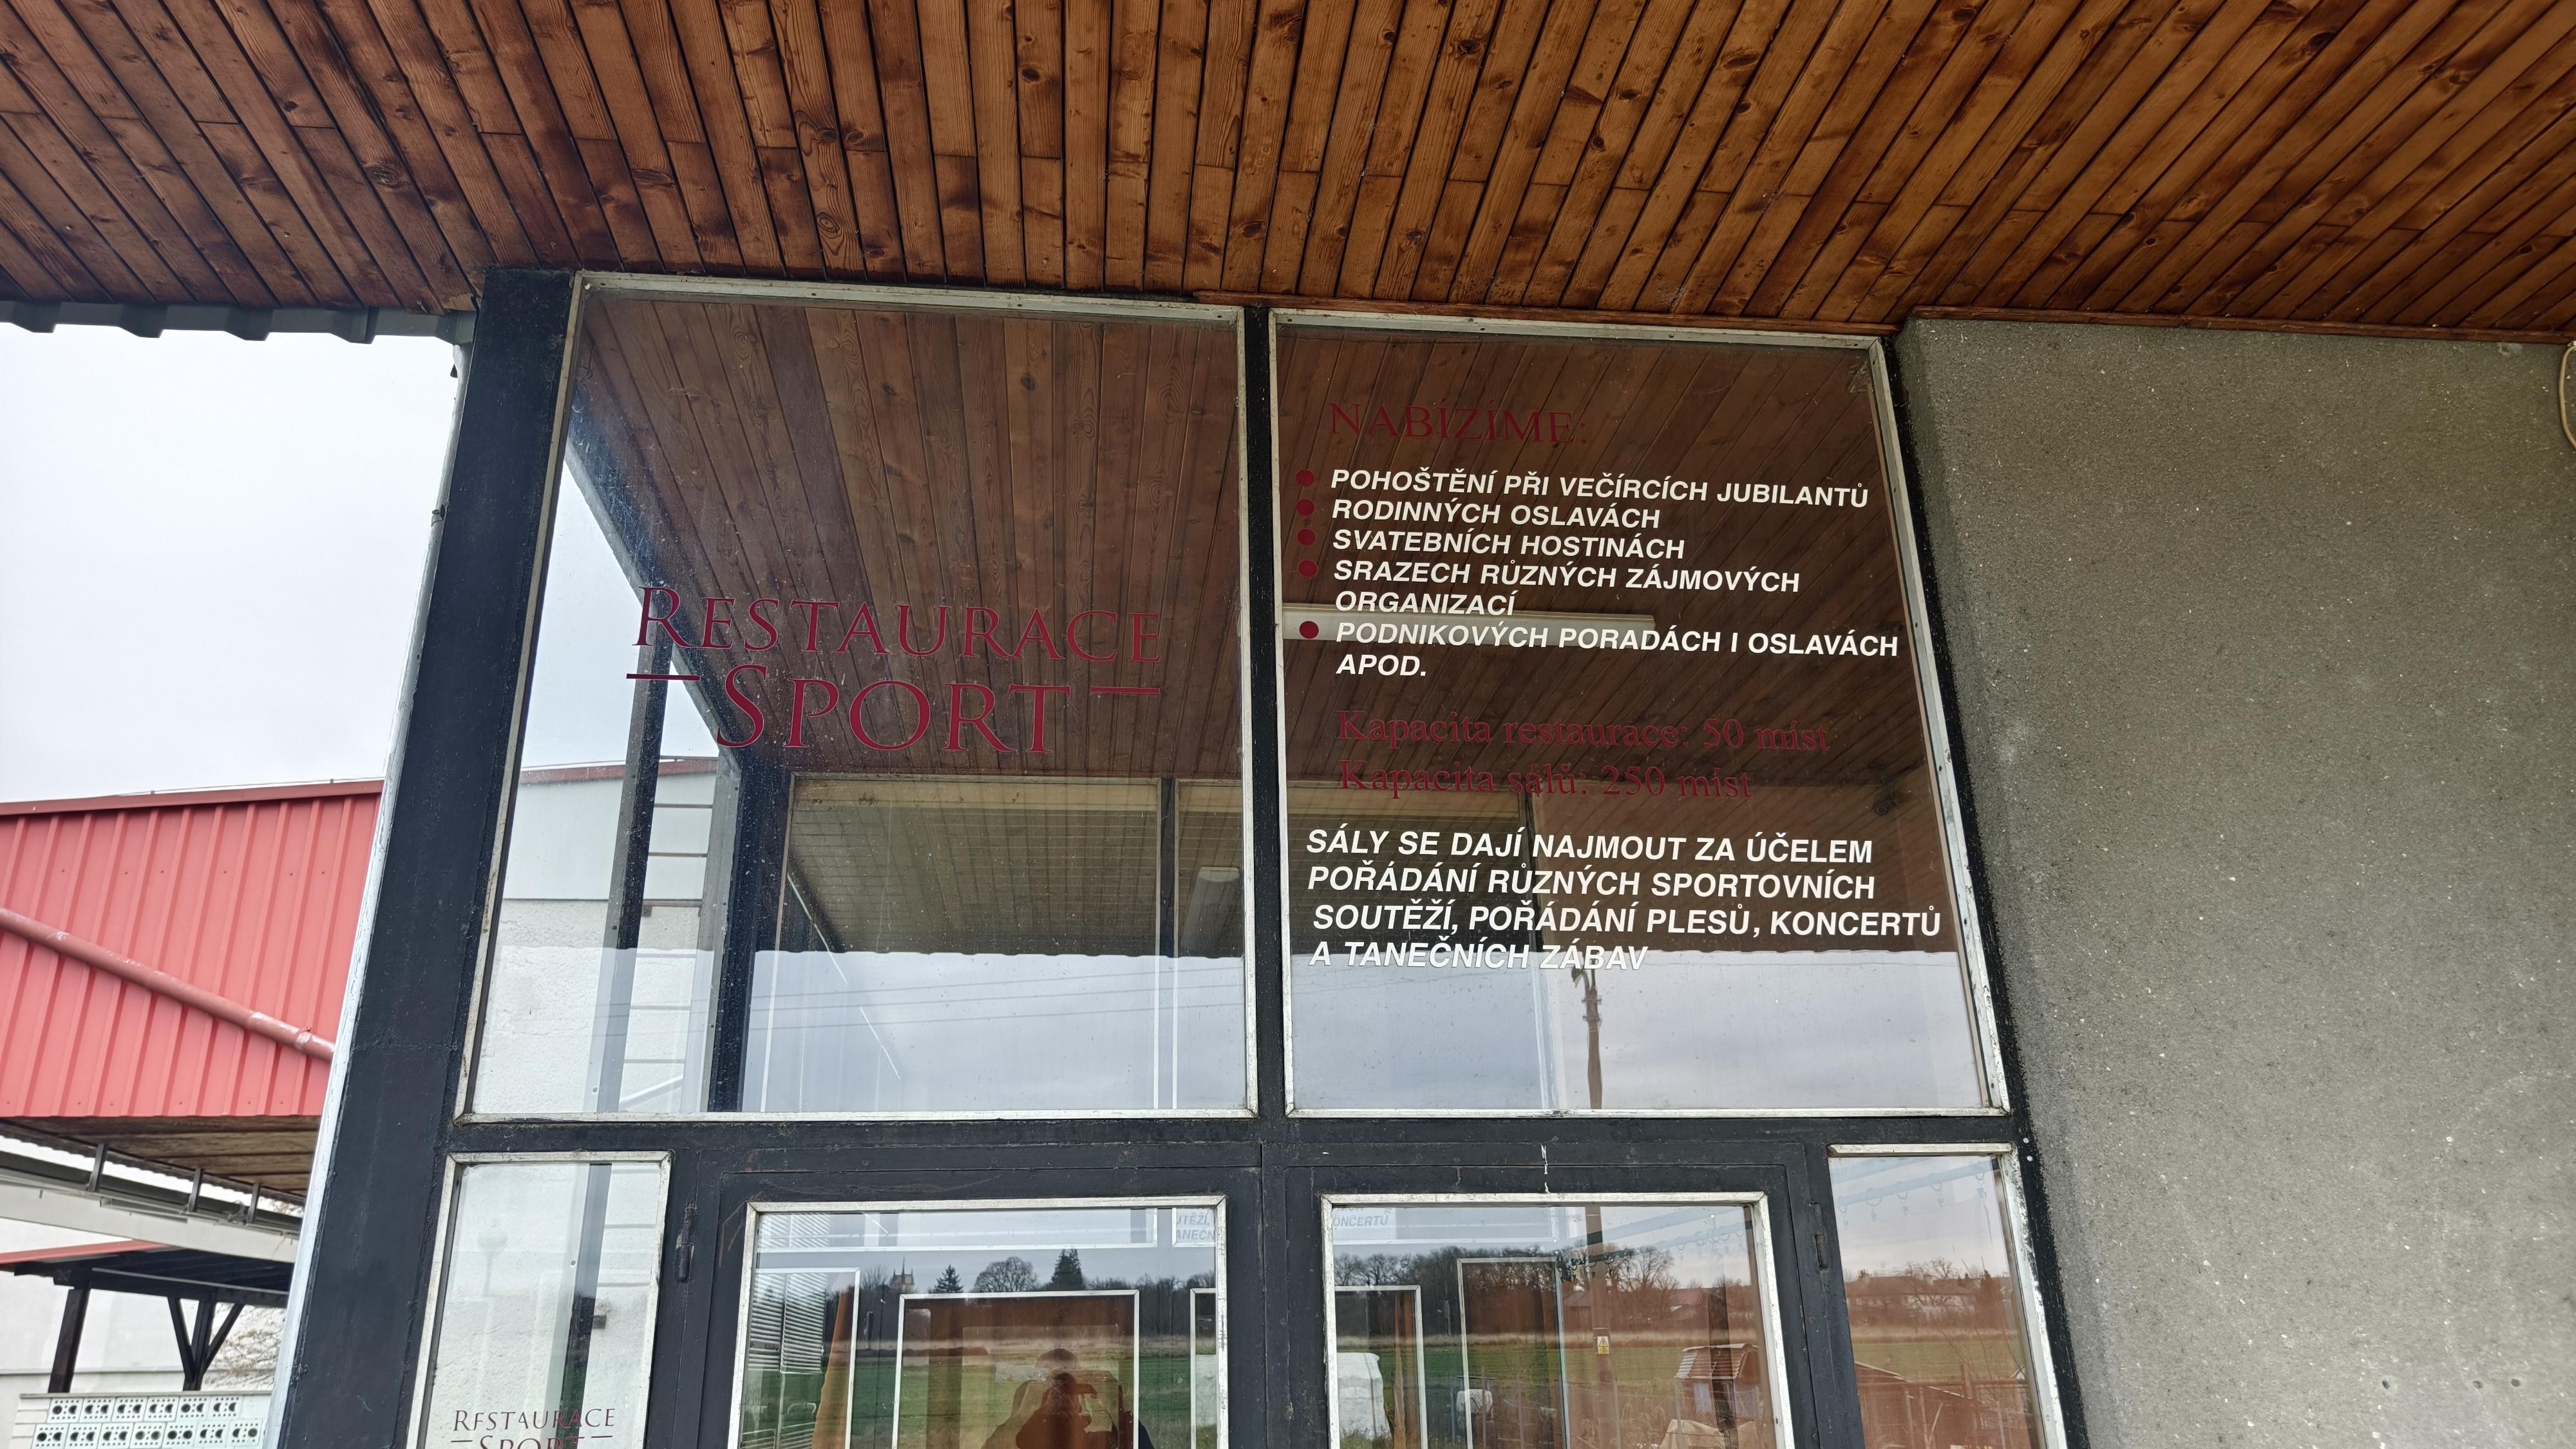 RESTAURACE
SPORT
NABÍZÍME:
POHOŠTĚNÍ PŘI VEČÍRCÍCH JUBILANTŮ
RODINNÝCH OSLAVÁCH
SVATEBNÍCH HOSTINÁCH
SRAZECH RŮZNÝCH ZÁJMOVÝCH
ORGANIZACÍ
PODNIKOVÝCH PORADÁCH I OSLAVÁCH
APOD.
Kapacita restaurace: 50 míst
Kapacita sálů: 250 míst
SÁLY SE DAJÍ NAJMOUT ZA ÚČELEM
POŘÁDÁNÍ RŮZNÝCH SPORTOVNÍCH
SOUTĚŽÍ, POŘÁDÁNÍ PLESŮ, KONCERTŮ
A TANEČNÍCH ZÁBAV
RESTAURACE
SPORT